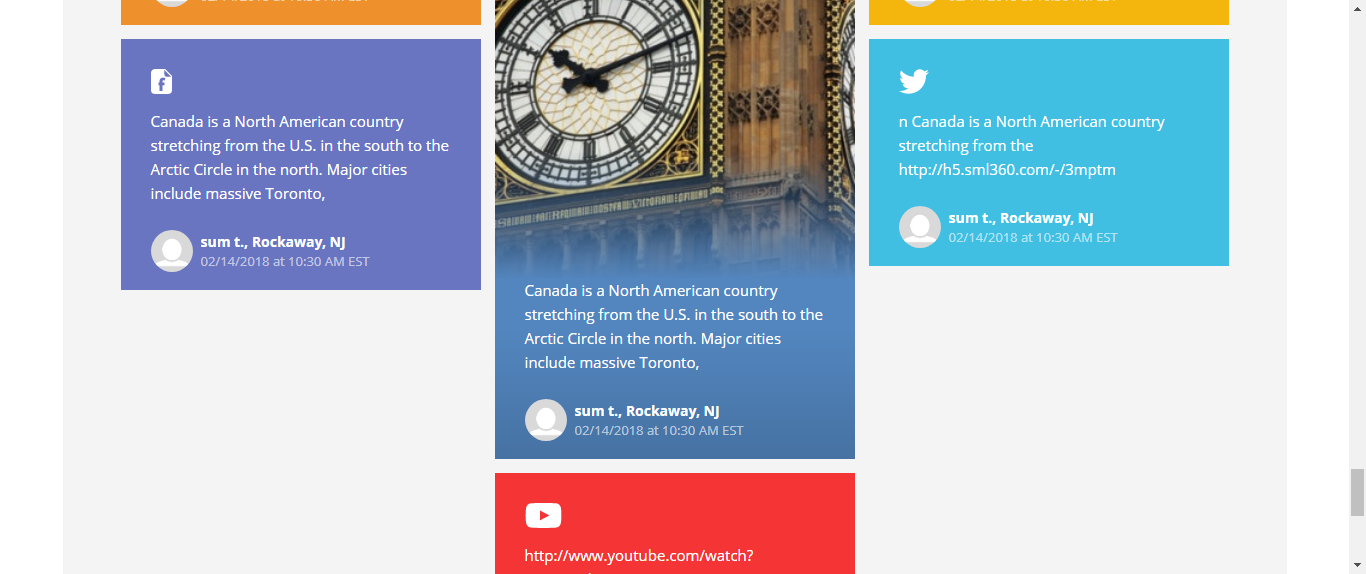 Canada is a North American country
stretching from the U.S. in the south to the
Arctic Circle in the north. Major cities
include massive Toronto,
sum t., Rockaway, NJ
02/14/2018 at 10:30 AM EST
Canada is a North American country
stretching from the U.S. in the south to the
Arctic Circle in the north. Major cities
include massive Toronto,
sum t., Rockaway, NJ
02/14/2018 at 10:30 AM EST
http://www.youtube.com/watch?
n Canada is a North American country
stretching from the
http://h5.sml360.com/-/3mptm
sum t., Rockaway, NJ
02/14/2018 at 10:30 AM EST